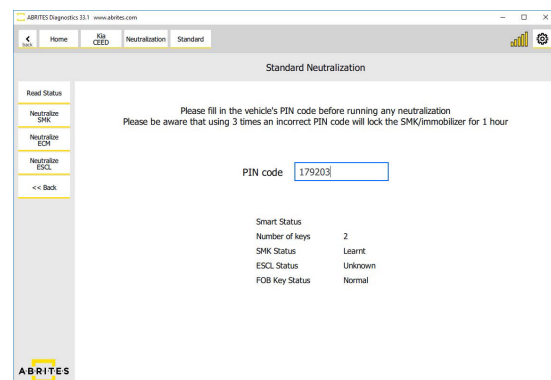 ABRITES Diagnostics 33.1 www.abrites.com
back
Home
Kia
CEED
Neutralization
Standard
Standard Neutralization
Read Status
Neutralize
SMK
Neutralize
ECM
Neutralize
ESCL
<< Back
Please fill in the vehicle's PIN code before running any neutralization
Please be aware that using 3 times an incorrect PIN code will lock the SMK/immobilizer for 1 hour
PIN code 179203
Smart Status
Number of keys 2
SMK Status Learnt
ESCL Status Unknown
FOB Key Status Normal
ABRITES